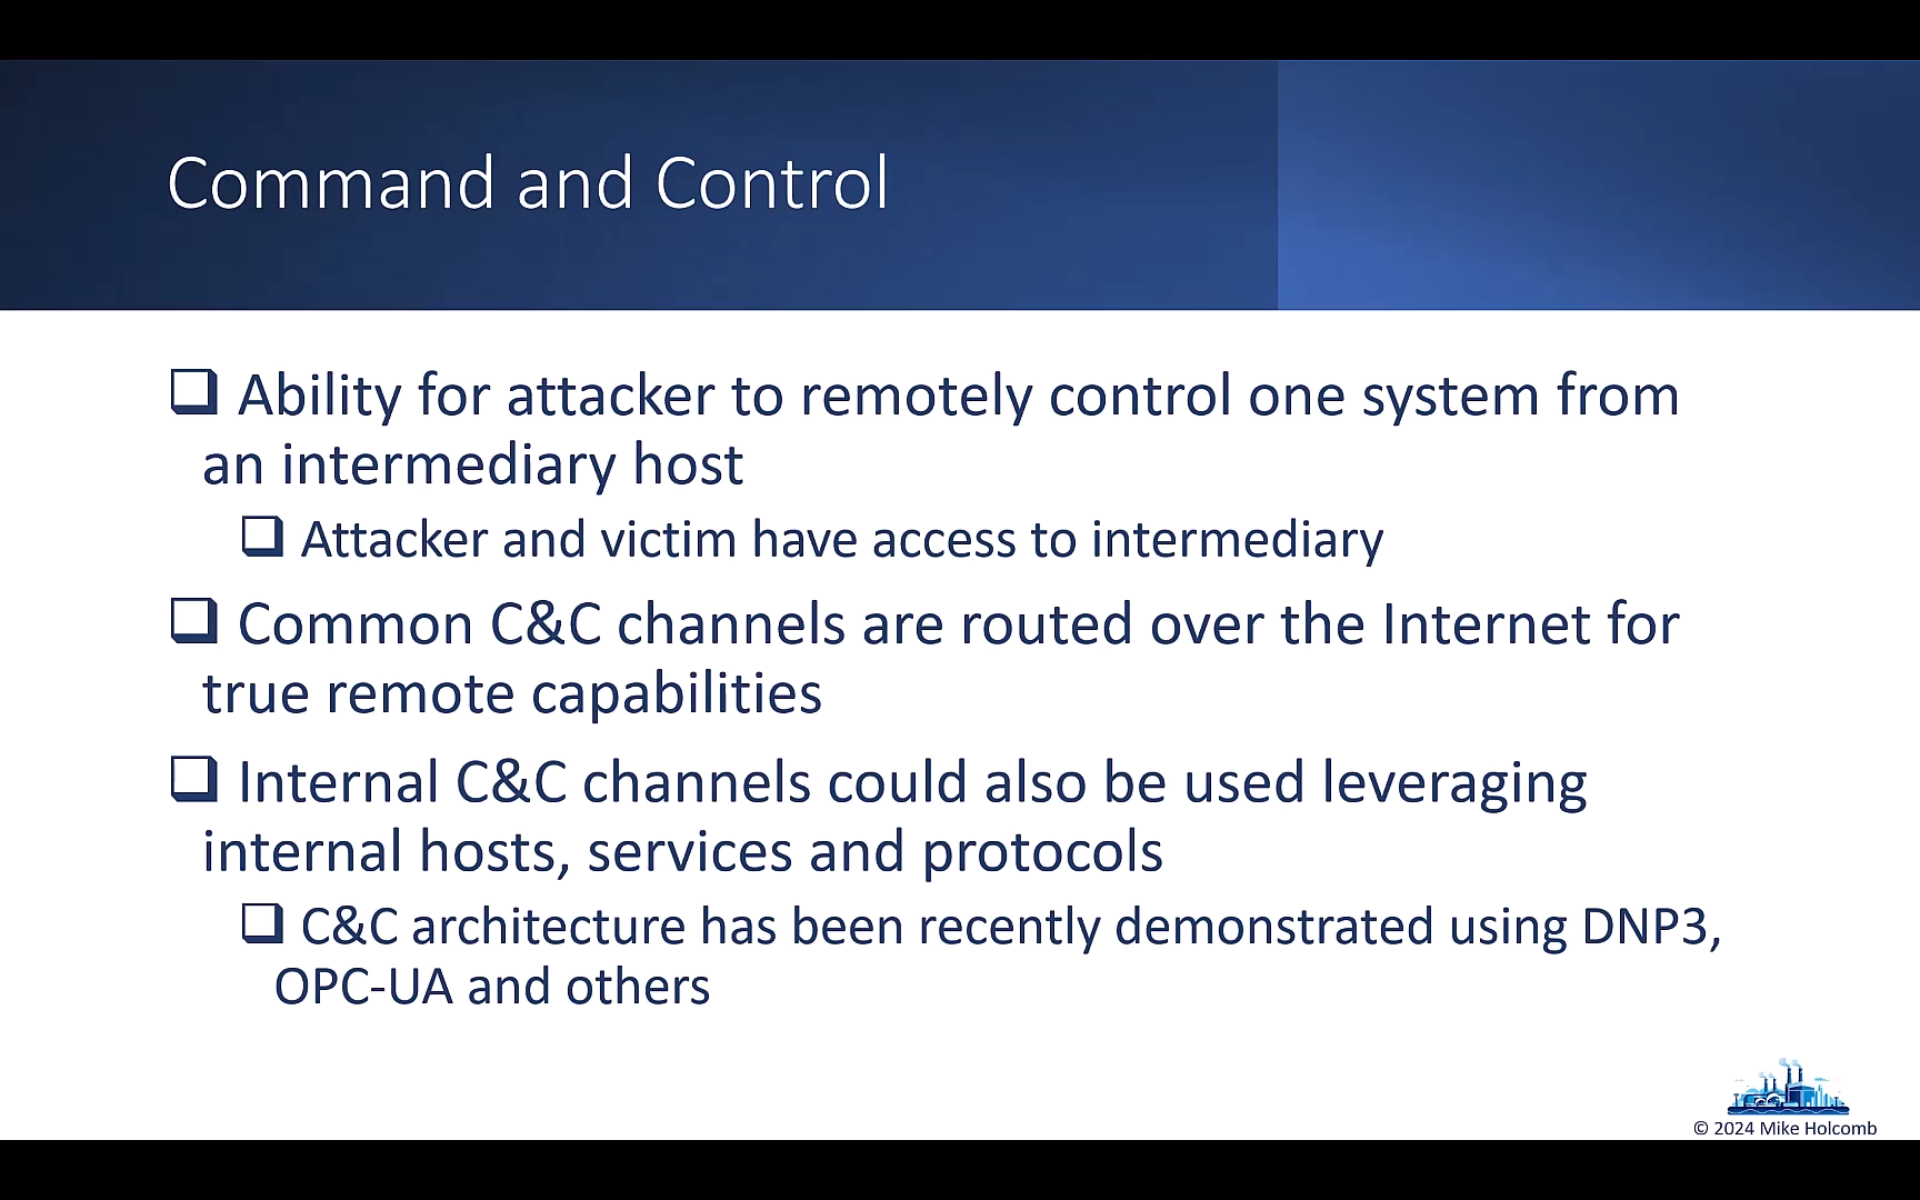 Command and Control
❑ Ability for attacker to remotely control one system from
an intermediary host
❑ Attacker and victim have access to intermediary
❑ Common C&C channels are routed over the Internet for
true remote capabilities
❑ Internal C&C channels could also be used leveraging
internal hosts, services and protocols
❑ C&C architecture has been recently demonstrated using DNP3,
OPC-UA and others
© 2024 Mike Holcomb